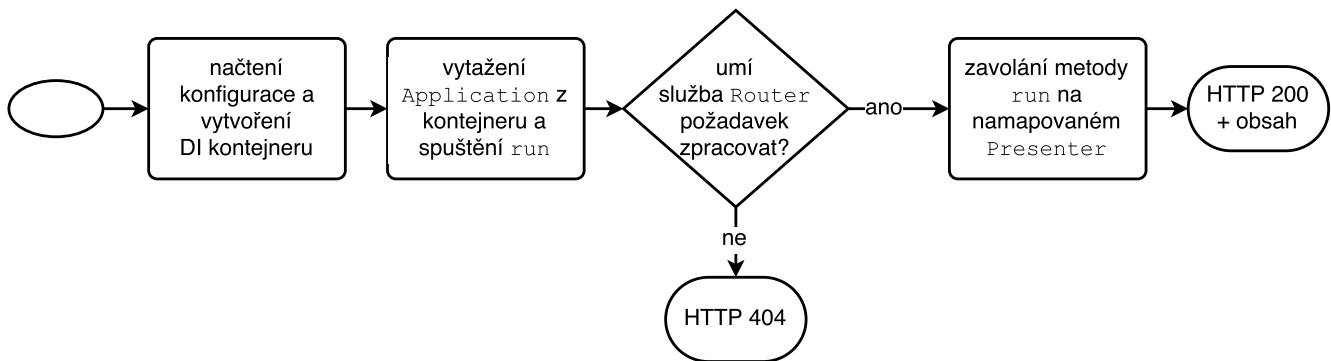 načtení
konfigurace a
vytvoření
DI kontejneru
vytažení
Application z
kontejneru a
spuštění run
umí
služba Router
požadavek
zpracovat?
ano
zavolání metody
run na
namapovaném
Presenter
HTTP 200
+ obsah
ne
HTTP 404